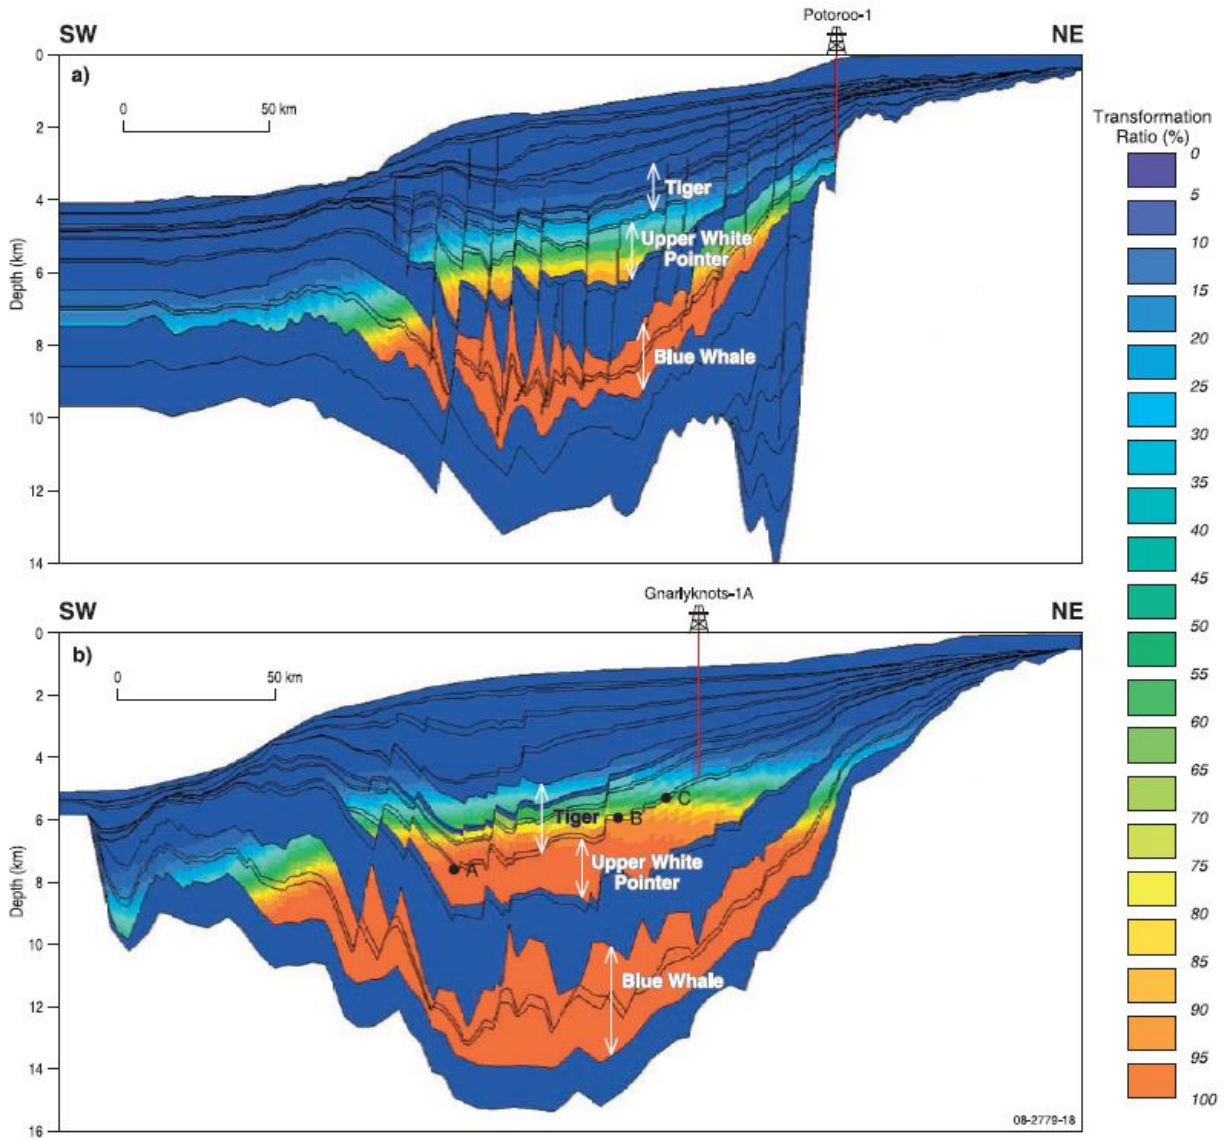 Potoroo-1
SW
NE
a)
0
50 km
0
2
4
6
8
10
12
14
Depth (km)
Tiger
Upper White
Pointer
Blue Whale
Transformation
Ratio (%)
0
5
10
15
20
25
30
35
40
45
50
55
60
65
70
75
80
85
90
95
100
Gnarlyknots-1A
SW
NE
b)
0
50 km
0
2
4
6
8
10
12
14
16
Depth (km)
Tiger
C
B
A
Upper White
Pointer
Blue Whale
08-2779-18